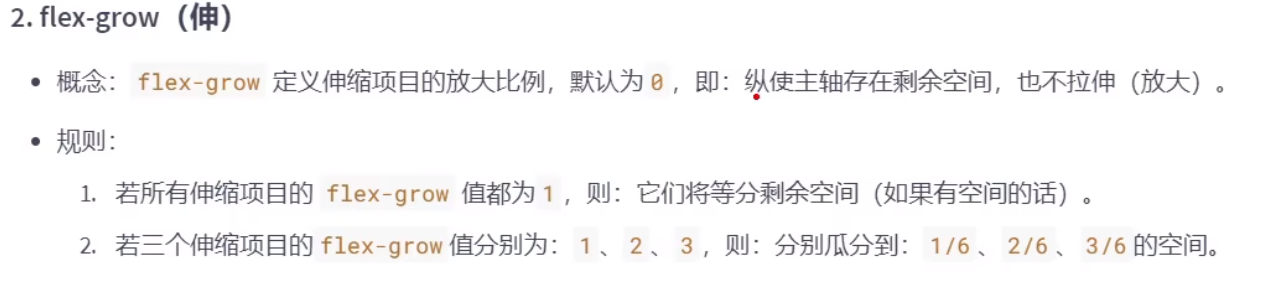 2. flex-grow（伸）
• 概念：flex-grow 定义伸缩项目的放大比例，默认为 0 ，即：纵使主轴存在剩余空间，也不拉伸（放大）。
• 规则：
1. 若所有伸缩项目的 flex-grow 值都为 1 ，则：它们将等分剩余空间（如果有空间的话）。
2. 若三个伸缩项目的 flex-grow 值分别为：1 、 2 、 3 ，则：分别瓜分到：1/6 、 2/6 、 3/6 的空间。